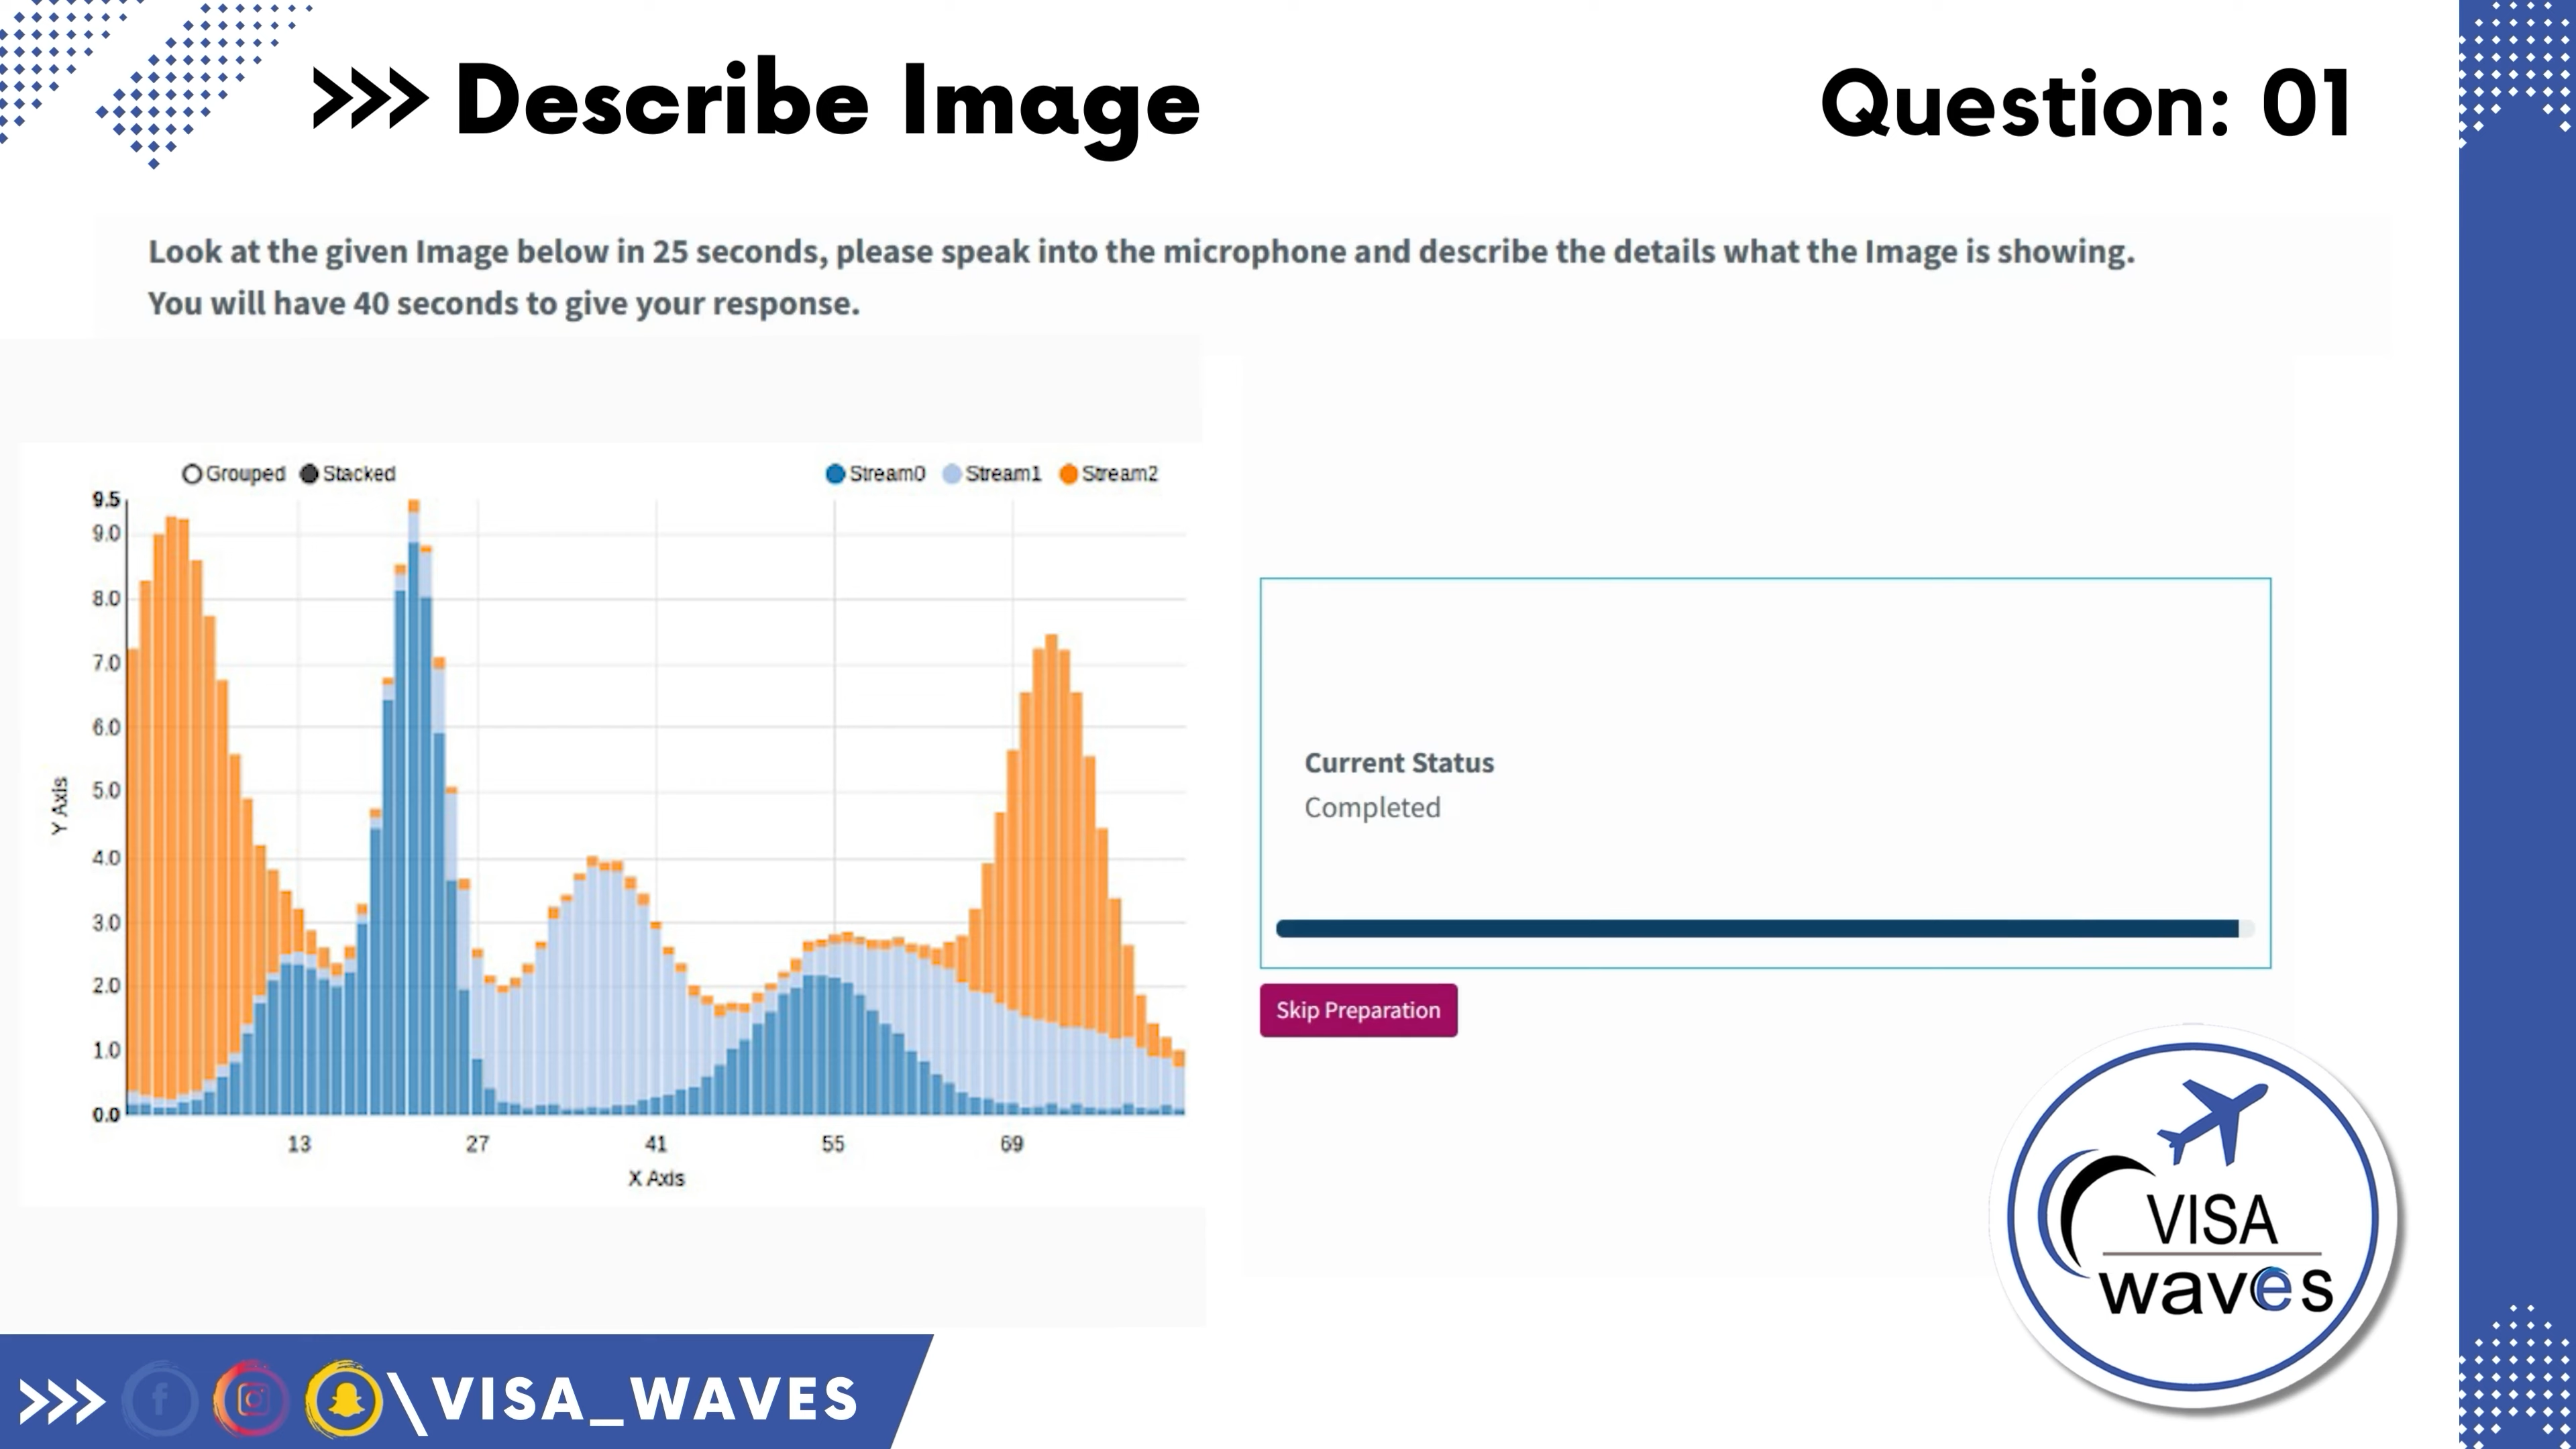 >>> Describe Image
Question: 01
Look at the given Image below in 25 seconds, please speak into the microphone and describe the details what the Image is showing.
You will have 40 seconds to give your response.
Grouped Stacked
Stream0 Stream1 Stream2
9.5
9.0
8.0
7.0
6.0
5.0
4.0
3.0
2.0
1.0
0.0
Y Axis
13 27 41 55 69
X Axis
Current Status
Completed
Skip Preparation
VISA
waves
>>> \VISA_WAVES